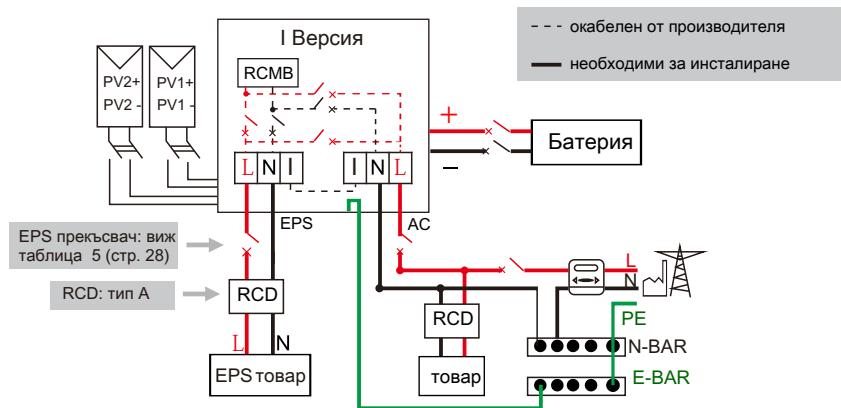 I Версия
- - - окабелен от производителя
необходими за инсталиране
PV2+
PV2 -
PV1+
PV1 -
RCMB
+
−
Батерия
L N I
I N L
EPS
AC
EPS прекъсвач: виж
таблица 5 (стр. 28)
RCD: тип A
RCD
L N
EPS товар
RCD
товар
L
N
PE
N-BAR
E-BAR